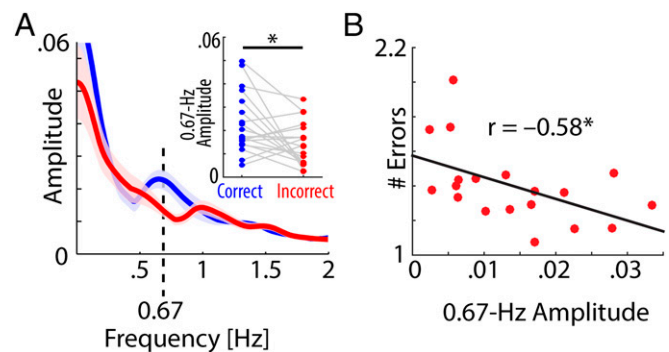 A
.06
Amplitude
0
.5
1
1.5
2
0.67
Frequency [Hz]
.06
0.67-Hz
Amplitude
0
*
Correct
Incorrect
B
2.2
# Errors
1
r = –0.58*
0
.01
.02
.03
0.67-Hz Amplitude